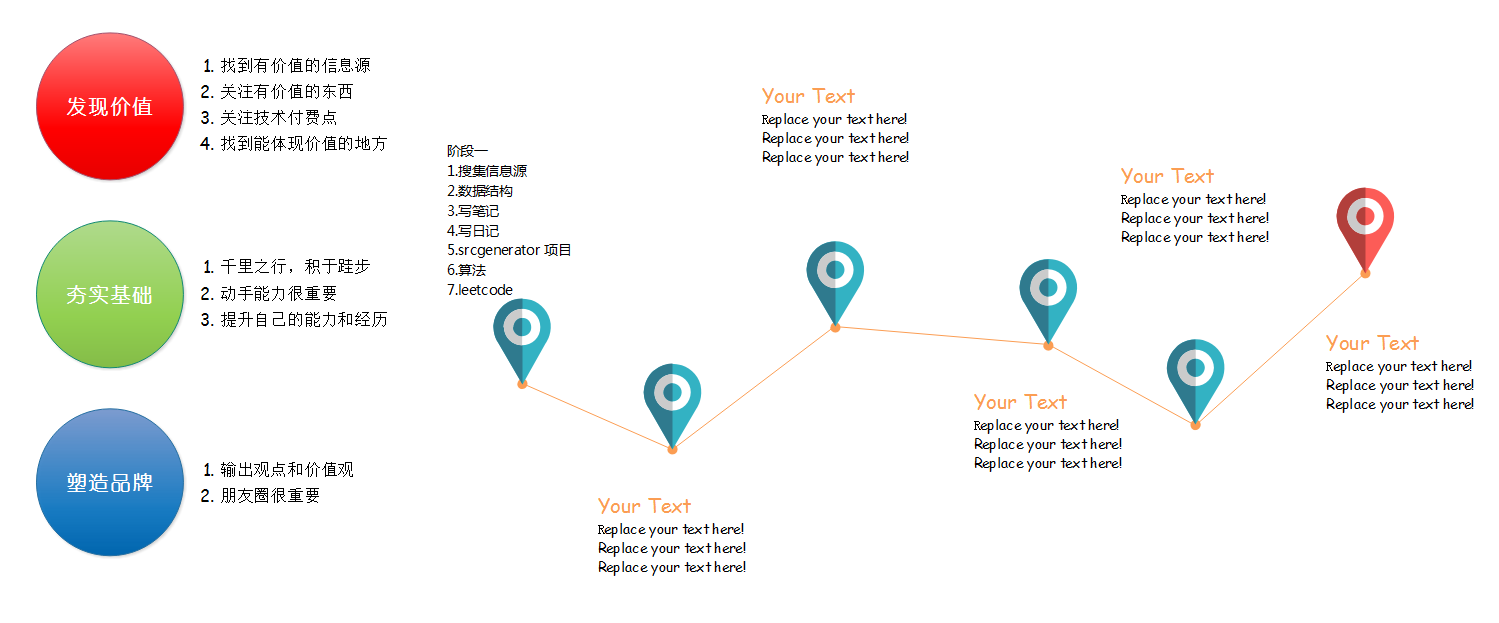 发现价值
1. 找到有价值的信息源
2. 关注有价值的东西
3. 关注技术付费点
4. 找到能体现价值的地方
夯实基础
1. 千里之行，积于跬步
2. 动手能力很重要
3. 提升自己的能力和经历
塑造品牌
1. 输出观点和价值观
2. 朋友圈很重要
阶段一
1.搜集信息源
2.数据结构
3.写笔记
4.写日记
5.srcgenerator 项目
6.算法
7.leetcode
Your Text
Replace your text here!
Replace your text here!
Replace your text here!
Your Text
Replace your text here!
Replace your text here!
Replace your text here!
Your Text
Replace your text here!
Replace your text here!
Replace your text here!
Your Text
Replace your text here!
Replace your text here!
Replace your text here!
Your Text
Replace your text here!
Replace your text here!
Replace your text here!